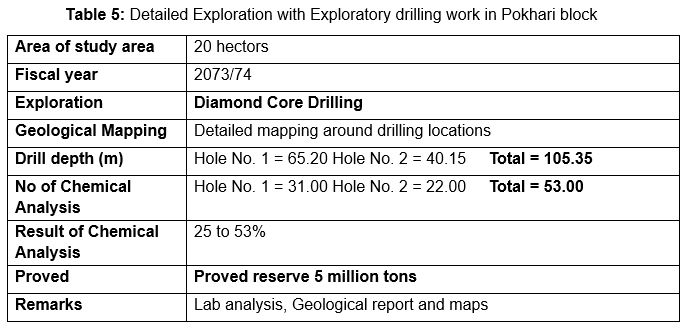 Table 5: Detailed Exploration with Exploratory drilling work in Pokhari block
Area of study area 20 hectors
Fiscal year 2073/74
Exploration Diamond Core Drilling
Geological Mapping Detailed mapping around drilling locations
Drill depth (m) Hole No. 1 = 65.20 Hole No. 2 = 40.15 Total = 105.35
No of Chemical Hole No. 1 = 31.00 Hole No. 2 = 22.00 Total = 53.00
Analysis
Result of Chemical 25 to 53%
Analysis
Proved Proved reserve 5 million tons
Remarks Lab analysis, Geological report and maps